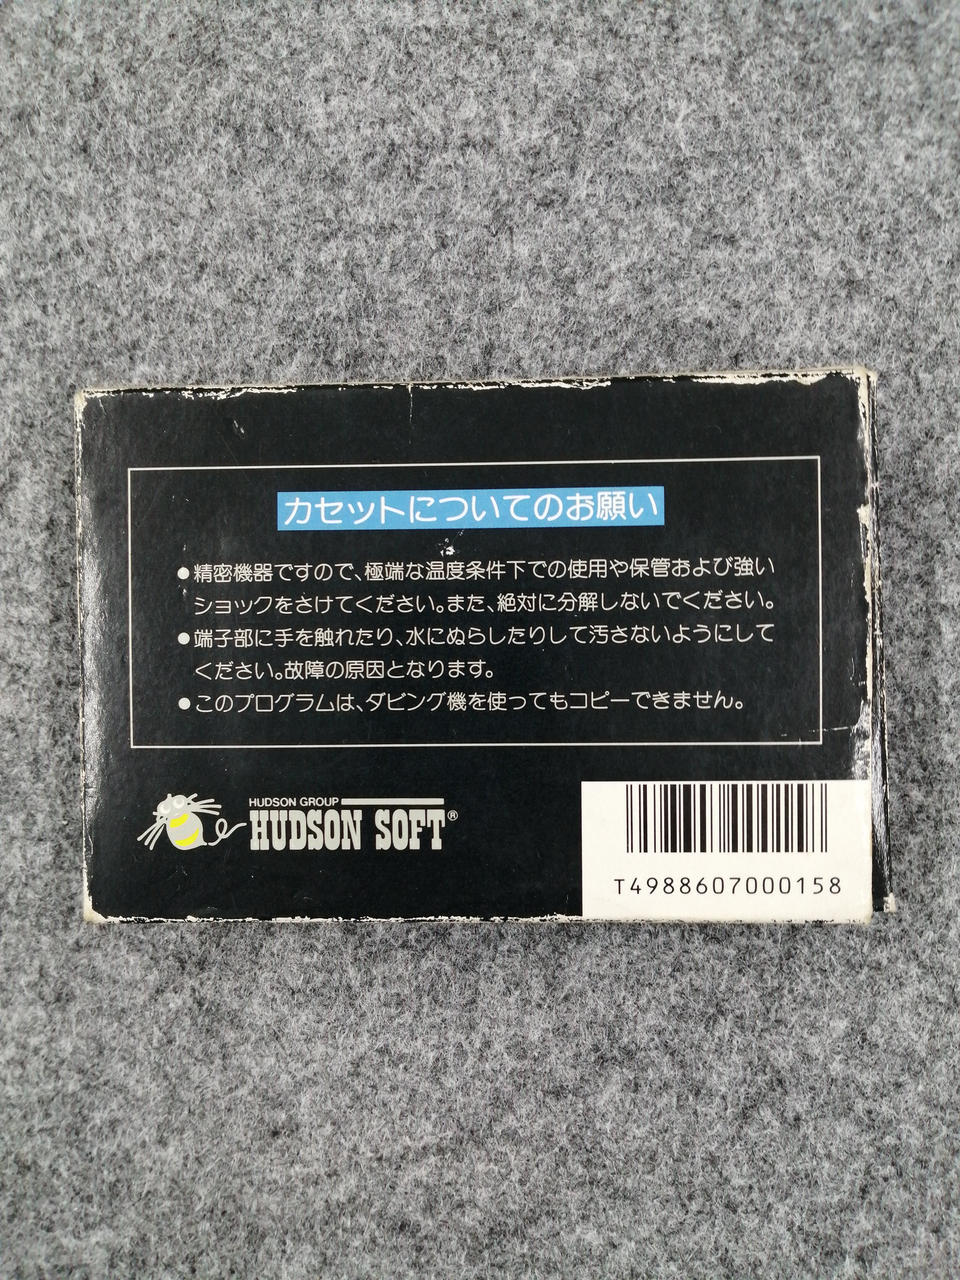 カセットについてのお願い
●精密機器ですので、極端な温度条件下での使用や保管および強い
ショックをさけてください。また、絶対に分解しないでください。
●端子部に手を触れたり、水にぬらしたりして汚さないようにして
ください。故障の原因となります。
●このプログラムは、ダビング機を使ってもコピーできません。
HUDSON GROUP
HUDSON SOFT®
T4988607000158